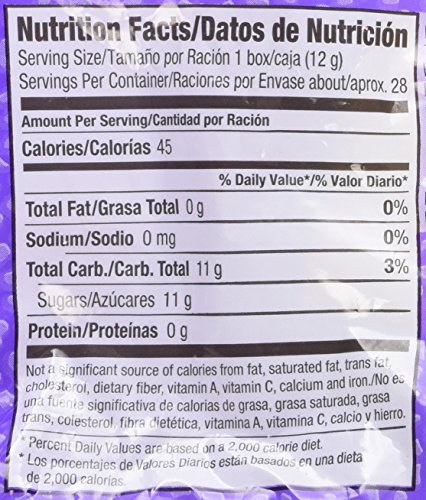 Nutrition Facts/Datos de Nutrición
Serving Size/Tamaño por Ración 1 box/caja (12 g)
Servings Per Container/Raciones por Envase about/aprox. 28
Amount Per Serving/Cantidad por Ración
Calories/Calorías 45
% Daily Value*/% Valor Diario*
Total Fat/Grasa Total 0 g 0%
Sodium/Sodio 0 mg 0%
Total Carb./Carb. Total 11 g 3%
Sugars/Azúcares 11 g
Protein/Proteínas 0 g
Not a significant source of calories from fat, saturated fat, trans fat,
cholesterol, dietary fiber, vitamin A, vitamin C, calcium and iron./No es
una fuente significativa de calorias de grasa, grasa saturada, grasa
trans, colesterol, fibra dietética, vitamina A, vitamina C, calcio y hierro.
* Percent Daily Values are based on a 2,000 calorie diet.
* Los porcentajes de Valores Diarios están basados en una dieta
de 2,000 calorías.